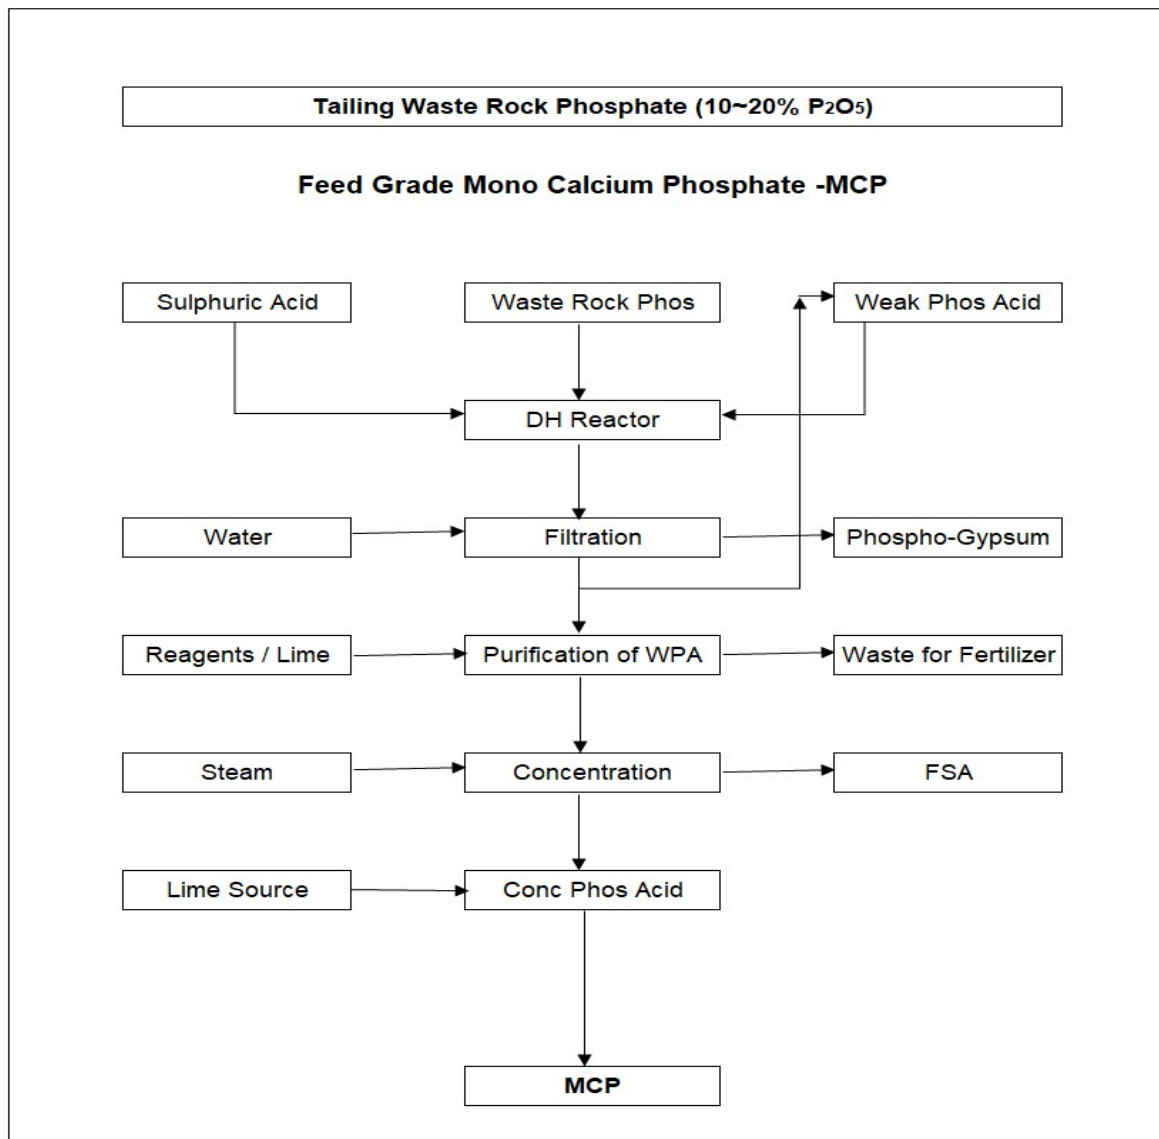 Tailing Waste Rock Phosphate (10~20% P₂O₅)
Feed Grade Mono Calcium Phosphate -MCP
Sulphuric Acid
Waste Rock Phos
Weak Phos Acid
DH Reactor
Water
Filtration
Phospho-Gypsum
Reagents / Lime
Purification of WPA
Waste for Fertilizer
Steam
Concentration
FSA
Lime Source
Conc Phos Acid
MCP